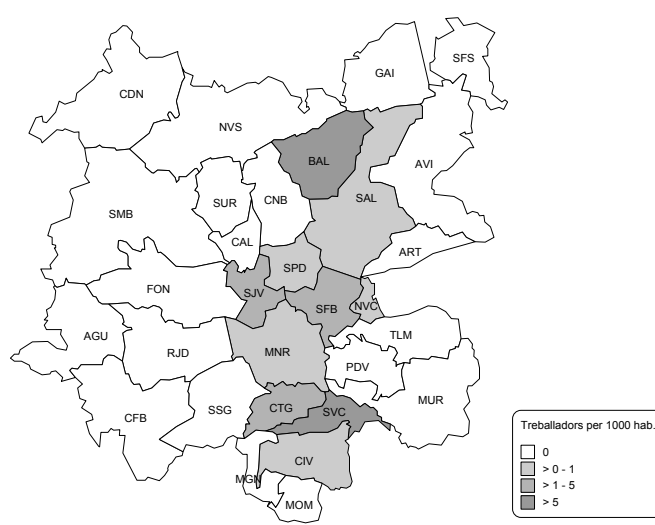 SFS
GAI
CDN
NVS
BAL
AVI
SAL
SUR
CNB
SMB
CAL
ART
SPD
FON
SJV
SFB
NVC
AGU
TLM
RJD
MNR
PDV
MUR
SSG
CTG
SVC
CFB
CIV
MGN
MOM
Treballadors per 1000 hab.
0
> 0 - 1
> 1 - 5
> 5